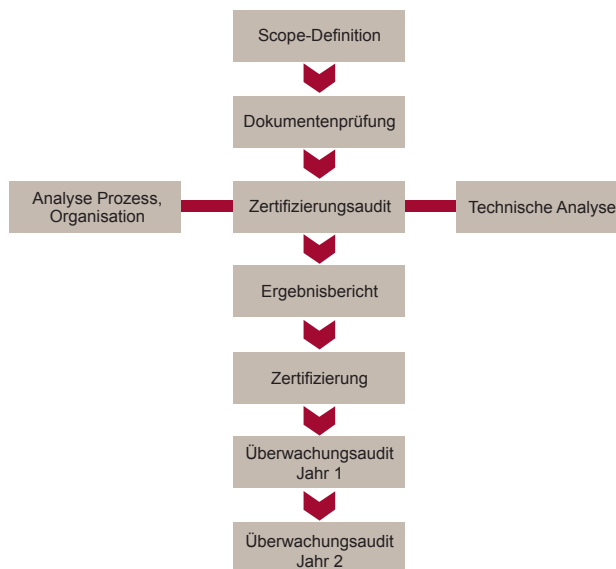 Scope-Definition
Dokumentenprüfung
Analyse Prozess,
Organisation
Zertifizierungsaudit
Technische Analyse
Ergebnisbericht
Zertifizierung
Überwachungsaudit
Jahr 1
Überwachungsaudit
Jahr 2